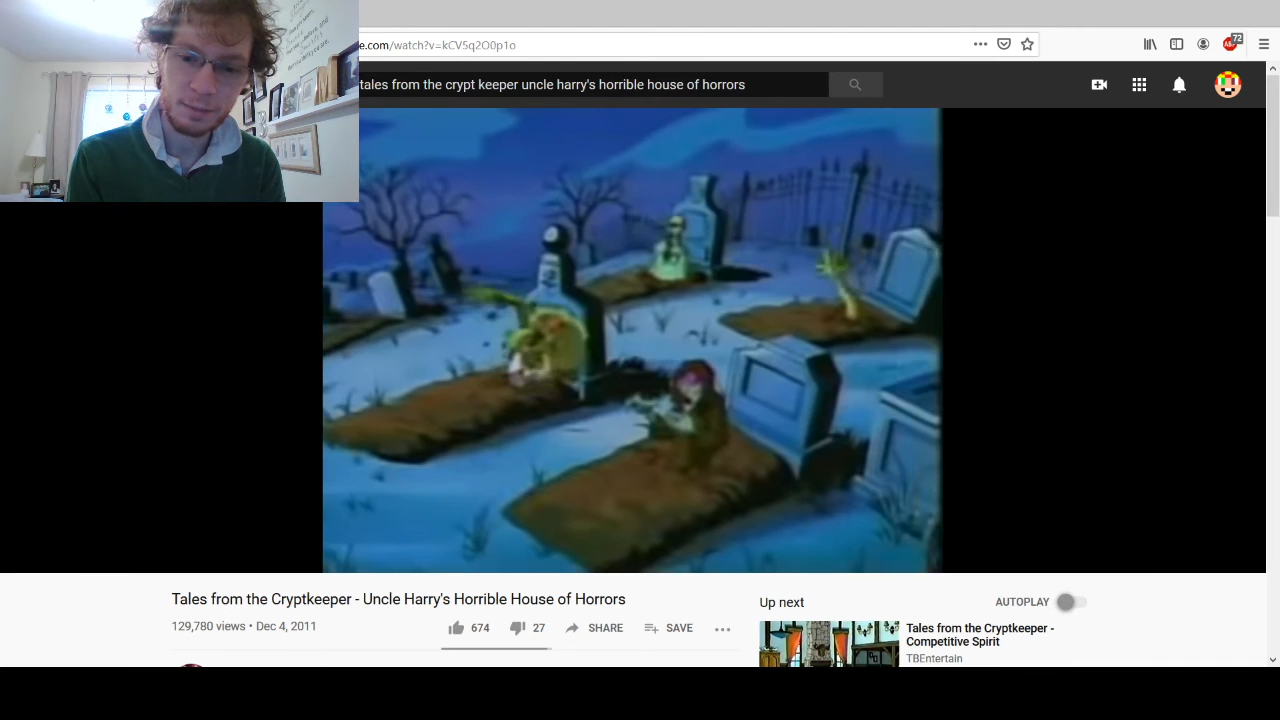 e.com/watch?v=kCV5q2O0p1o
72
tales from the crypt keeper uncle harry's horrible house of horrors
Tales from the Cryptkeeper - Uncle Harry's Horrible House of Horrors
129,780 views • Dec 4, 2011
674
27
SHARE
SAVE
Up next
AUTOPLAY
Tales from the Cryptkeeper -
Competitive Spirit
TBEntertain